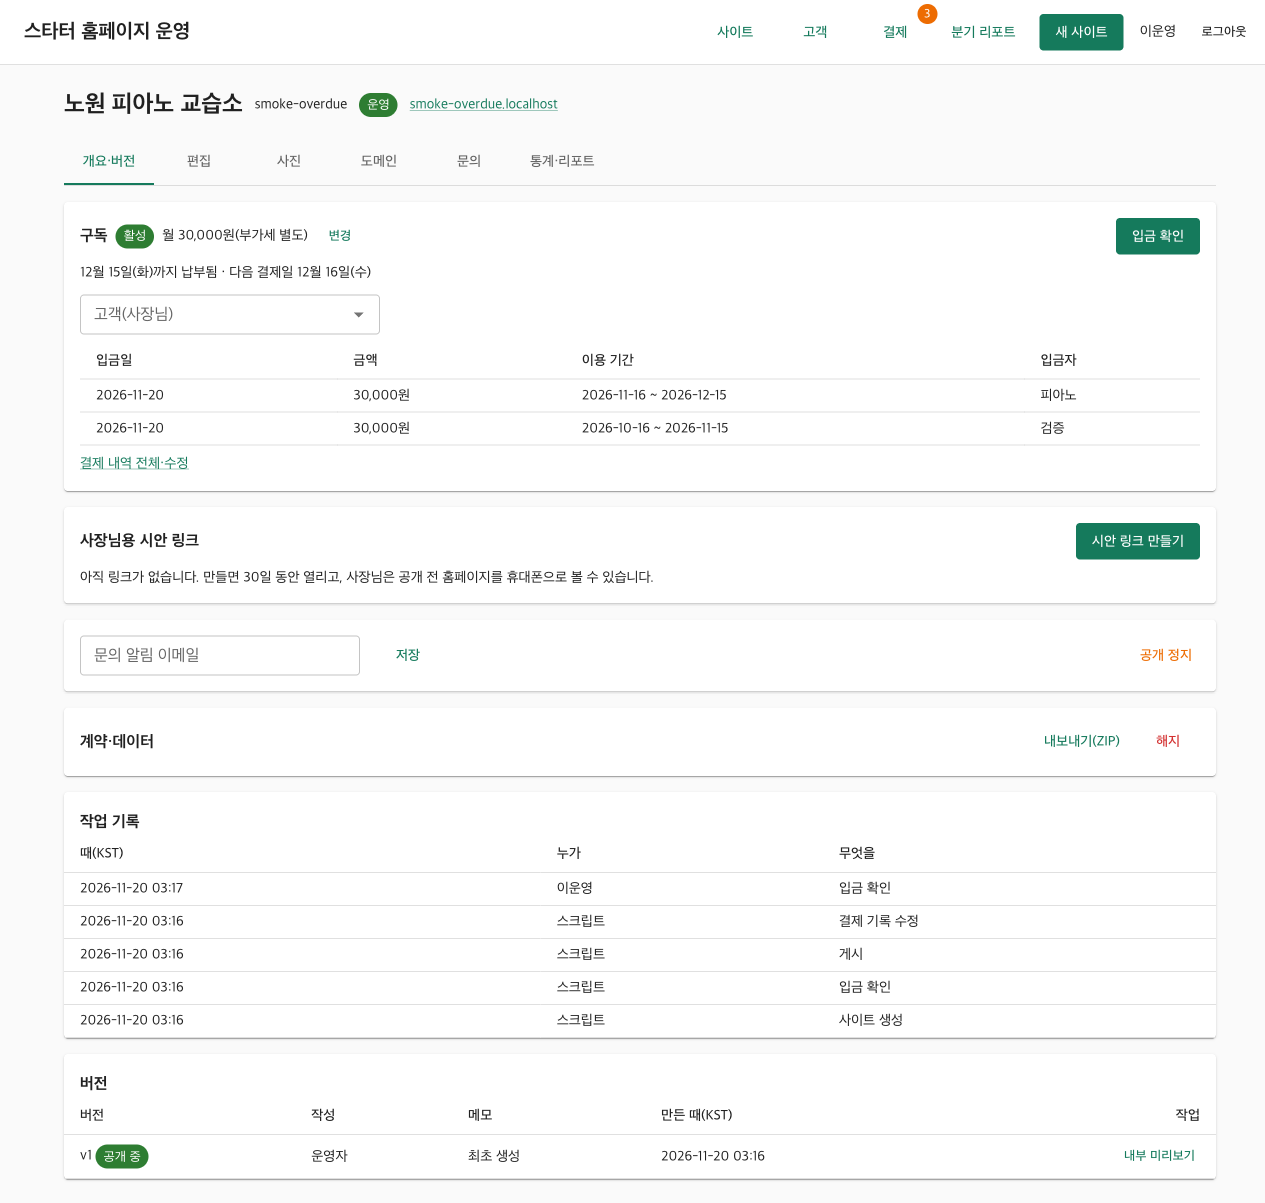 스타터 홈페이지 운영 사이트 고객 결제 3 분기 리포트 새 사이트 이운영 로그아웃
노원 피아노 교습소 smoke-overdue 운영 smoke-overdue.localhost
개요·버전 편집 사진 도메인 문의 통계·리포트
구독 활성 월 30,000원(부가세 별도) 변경 입금 확인
12월 15일(화)까지 납부됨 · 다음 결제일 12월 16일(수)
고객(사장님)
입금일 금액 이용 기간 입금자
2026-11-20 30,000원 2026-11-16 ~ 2026-12-15 피아노
2026-11-20 30,000원 2026-10-16 ~ 2026-11-15 검증
결제 내역 전체·수정
사장님용 시안 링크 시안 링크 만들기
아직 링크가 없습니다. 만들면 30일 동안 열리고, 사장님은 공개 전 홈페이지를 휴대폰으로 볼 수 있습니다.
문의 알림 이메일 저장 공개 정지
계약·데이터 내보내기(ZIP) 해지
작업 기록
때(KST) 누가 무엇을
2026-11-20 03:17 이운영 입금 확인
2026-11-20 03:16 스크립트 결제 기록 수정
2026-11-20 03:16 스크립트 게시
2026-11-20 03:16 스크립트 입금 확인
2026-11-20 03:16 스크립트 사이트 생성
버전
버전 작성 메모 만든 때(KST) 작업
v1 공개 중 운영자 최초 생성 2026-11-20 03:16 내부 미리보기